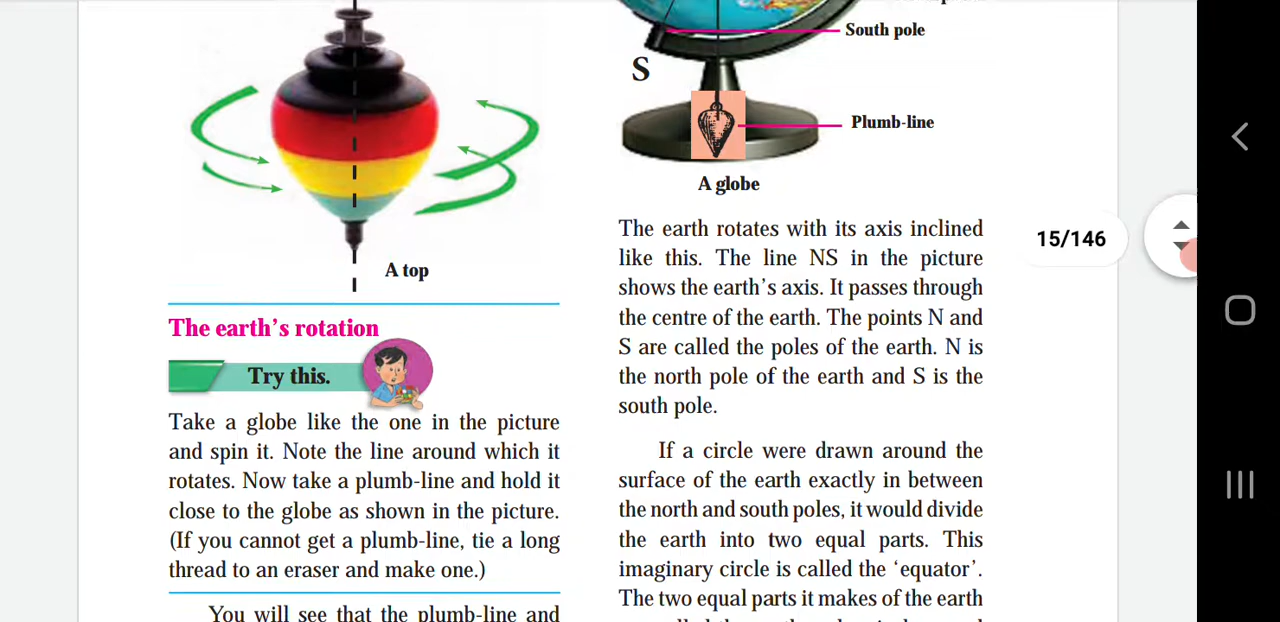 A top
The earth's rotation
Try this.
Take a globe like the one in the picture
and spin it. Note the line around which it
rotates. Now take a plumb-line and hold it
close to the globe as shown in the picture.
(If you cannot get a plumb-line, tie a long
thread to an eraser and make one.)
You will see that the plumb-line and
South pole
S
Plumb-line
A globe
The earth rotates with its axis inclined
like this. The line NS in the picture
shows the earth's axis. It passes through
the centre of the earth. The points N and
S are called the poles of the earth. N is
the north pole of the earth and S is the
south pole.
If a circle were drawn around the
surface of the earth exactly in between
the north and south poles, it would divide
the earth into two equal parts. This
imaginary circle is called the ‘equator’.
The two equal parts it makes of the earth
15/146